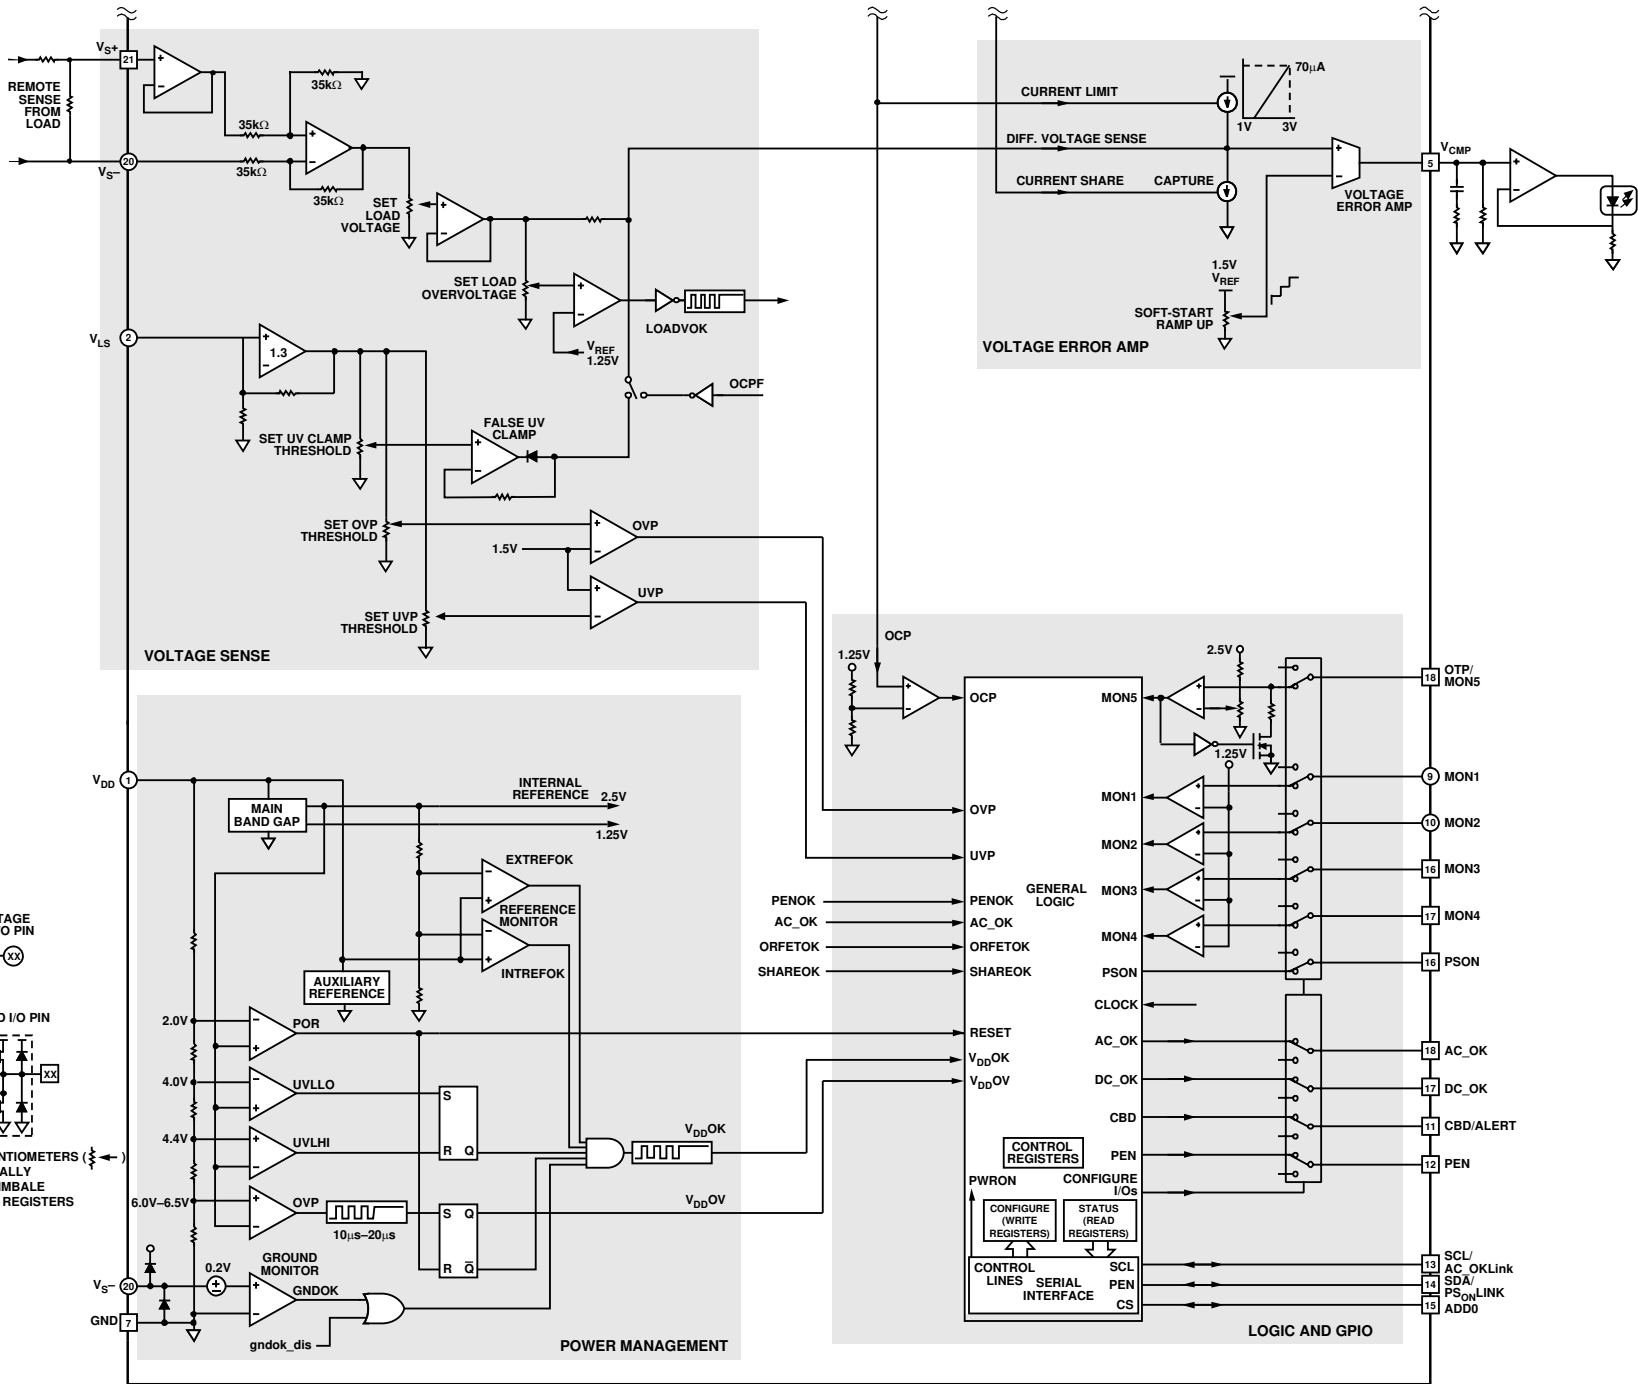 VS+
21
REMOTE
SENSE
FROM
LOAD
20
VS−
+
−
35kΩ
35kΩ
+
−
35kΩ
35kΩ
SET
LOAD
VOLTAGE
+
−
SET LOAD
OVERVOLTAGE
+
−
LOADVOK
VREF
1.25V
VLS
2
+
1.3
−
OCPF
FALSE UV
CLAMP
SET UV CLAMP
THRESHOLD
+
−
SET OVP
THRESHOLD
1.5V
+
−
OVP
+
−
UVP
SET UVP
THRESHOLD
VOLTAGE SENSE
CURRENT LIMIT
70µA
1V
3V
DIFF. VOLTAGE SENSE
CURRENT SHARE
CAPTURE
+
−
VOLTAGE
ERROR AMP
1.5V
VREF
SOFT-START
RAMP UP
VOLTAGE ERROR AMP
5
VCMP
+
−
VDD
1
MAIN
BAND GAP
INTERNAL
REFERENCE
2.5V
1.25V
EXTREFOK
−
+
REFERENCE
MONITOR
−
+
INTREFOK
AUXILIARY
REFERENCE
2.0V
−
+
POR
4.0V
−
+
UVLLO
4.4V
+
−
UVLHI
6.0V–6.5V
+
−
OVP
10µs–20µs
S
R Q
S Q
R Q̅
VDDOK
VDDOV
GROUND
MONITOR
0.2V
±
+
−
GNDOK
VS−
20
GND
7
gndok_dis
POWER MANAGEMENT
TAGE
O PIN
XX
D I/O PIN
XX
NTIOMETERS ( )
ALLY
IMBALE
REGISTERS
OCP
1.25V
+
−
OCP
OVP
UVP
PENOK
PENOK
AC_OK
AC_OK
ORFETOK
ORFETOK
SHAREOK
SHAREOK
RESET
VDDOK
VDDOV
GENERAL
LOGIC
MON5
MON1
MON2
MON3
MON4
PSON
CLOCK
AC_OK
DC_OK
CBD
PEN
CONFIGURE
I/Os
CONTROL
REGISTERS
PWRON
CONFIGURE
(WRITE
REGISTERS)
STATUS
(READ
REGISTERS)
CONTROL
LINES
SERIAL
INTERFACE
SCL
PEN
CS
2.5V
+
−
1.25V
+
−
+
−
+
−
+
−
18
OTP/
MON5
9
MON1
10
MON2
16
MON3
17
MON4
16
PSON
18
AC_OK
17
DC_OK
11
CBD/ALERT
12
PEN
13
SCL/
AC_OKLink
14
SDA/
PSONLINK
15
ADD0
LOGIC AND GPIO